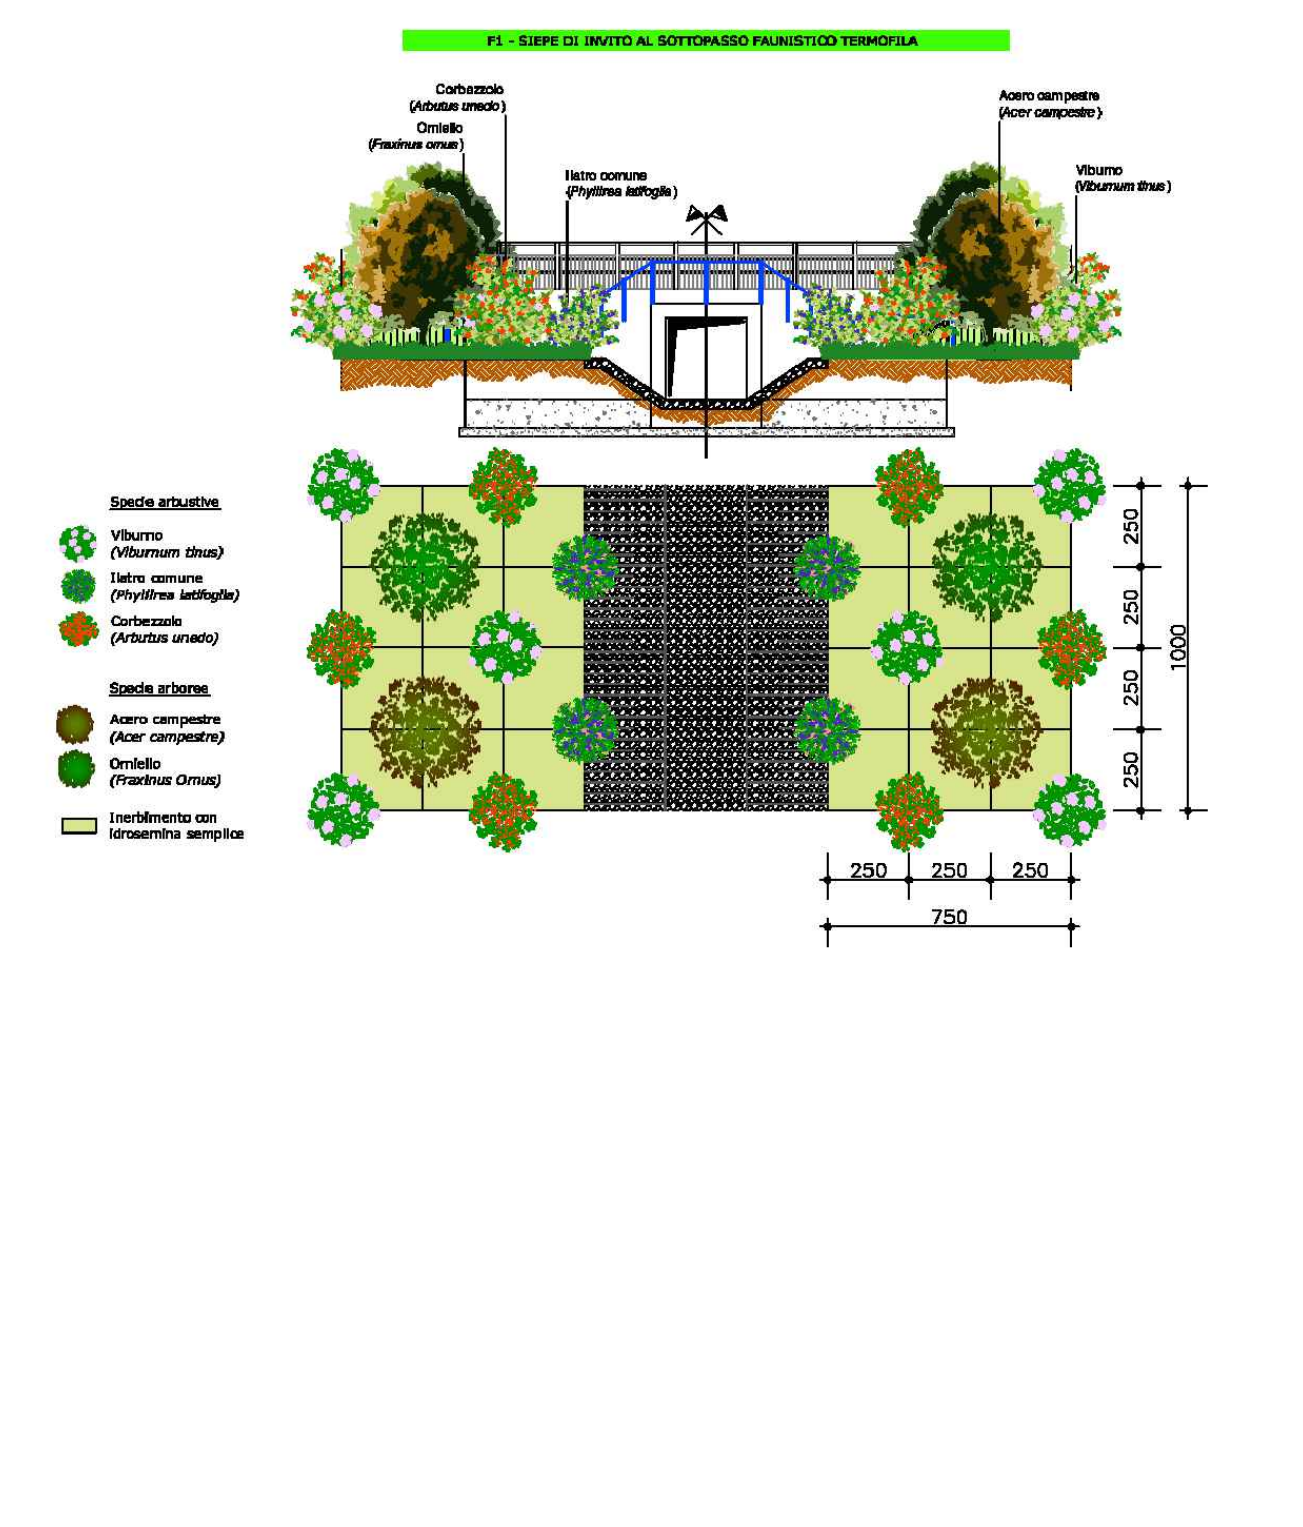 F1 - SIEPE DI INVITO AL SOTTOPASSO FAUNISTICO TERMOFILA
Corbezzolo
(Arbutus unedo)
Orniello
(Fraxinus ornus)
Ilatro comune
(Phyllirea latifoglia)
Acero campestre
(Acer campestre)
Viburno
(Viburnum tinus)
Specie arbustive
Viburno
(Viburnum tinus)
Ilatro comune
(Phyllirea latifoglia)
Corbezzolo
(Arbutus unedo)
Specie arboree
Acero campestre
(Acer campestre)
Orniello
(Fraxinus Ornus)
Inerbimento con
idrosemina semplice
250
250
250
250
1000
250 250 250
750